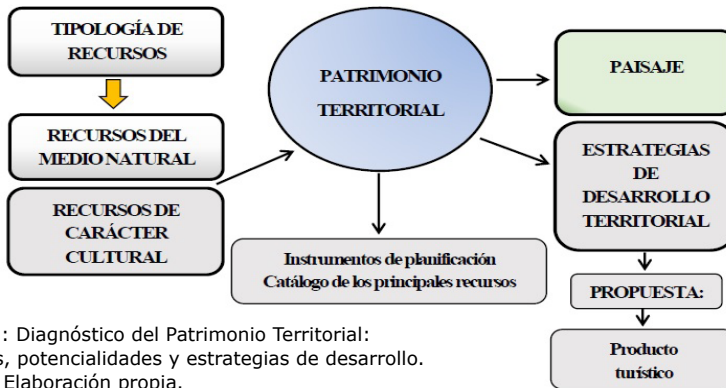 TIPOLOGÍA DE
RECURSOS
RECURSOS DEL
MEDIO NATURAL
RECURSOS DE
CARÁCTER
CULTURAL
PATRIMONIO
TERRITORIAL
Instrumentos de planificación
Catálogo de los principales recursos
PAISAJE
ESTRATEGIAS
DE
DESARROLLO
TERRITORIAL
PROPUESTA:
Producto
turístico
: Diagnóstico del Patrimonio Territorial:
, potencialidades y estrategias de desarrollo.
Elaboración propia.